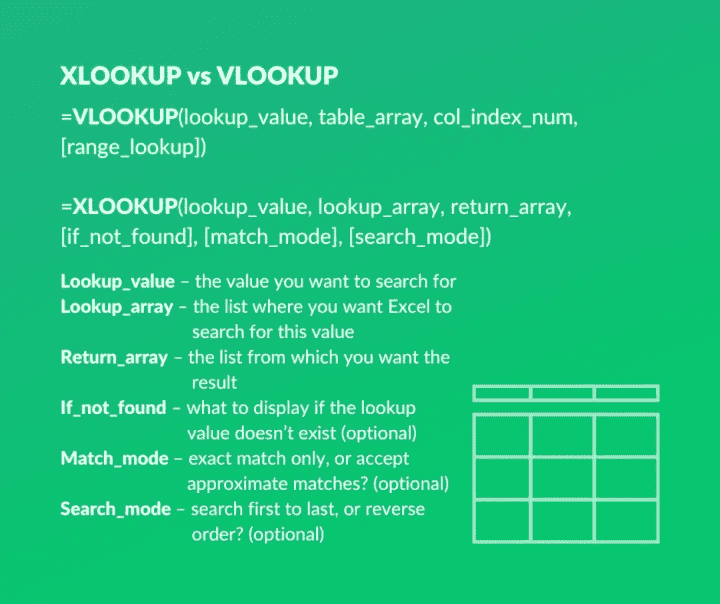 XLOOKUP vs VLOOKUP
=VLOOKUP(lookup_value, table_array, col_index_num,
[range_lookup])
=XLOOKUP(lookup_value, lookup_array, return_array,
[if_not_found], [match_mode], [search_mode])
Lookup_value – the value you want to search for
Lookup_array – the list where you want Excel to
search for this value
Return_array – the list from which you want the
result
If_not_found – what to display if the lookup
value doesn’t exist (optional)
Match_mode – exact match only, or accept
approximate matches? (optional)
Search_mode – search first to last, or reverse
order? (optional)